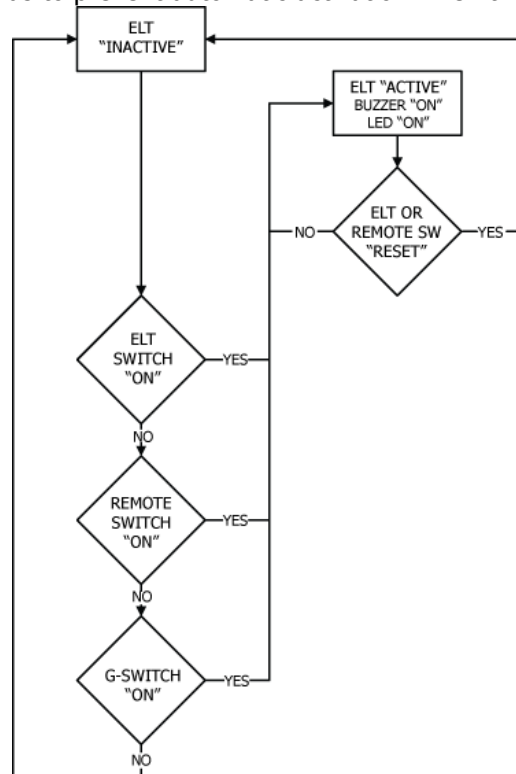 ELT
“INACTIVE”
ELT “ACTIVE”
BUZZER “ON”
LED “ON”
ELT OR
REMOTE SW
“RESET”
NO
YES
ELT
SWITCH
“ON”
YES
NO
REMOTE
SWITCH
“ON”
YES
NO
G-SWITCH
“ON”
YES
NO